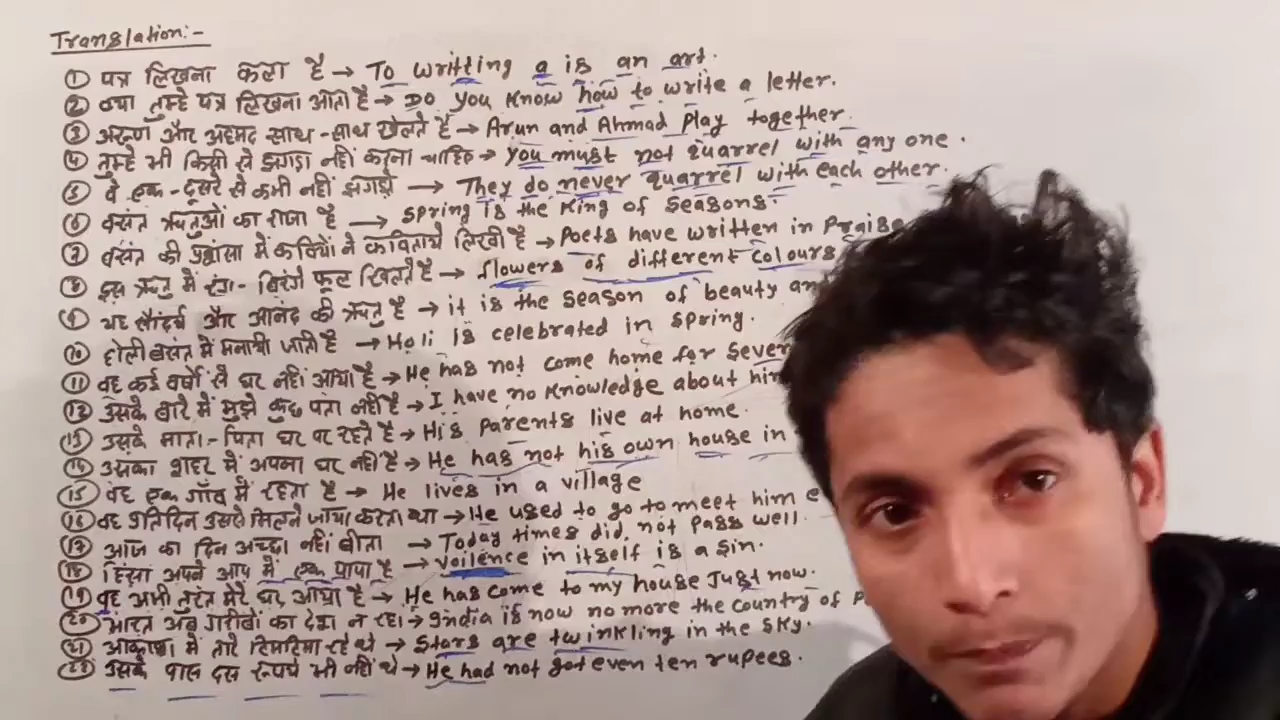 Translation:-
① पत्र लिखना कला है → To writting a is an art.
② क्या तुम्हे पत्र लिखना आता है → Do you know how to write a letter.
③ अरुण और अहमद साथ-साथ खेलते है → Arun and Ahmad Play together.
④ तुम्हे भी किसी से झगड़ा नहीं करना चाहिए → You must not quarrel with any one.
⑤ वे एक-दूसरे से कभी नहीं झगड़े → They do never quarrel with each other.
⑥ वसंत ऋतुओं का राजा है → Spring is the King of Seasons.
⑦ वसंत की प्रशंसा में कवियों ने कवितायें लिखी है → Poets have written in Praise
⑧ इस ऋतु में रंग-बिरंगे फूल खिलते है → flowers of different colours
⑨ यह सौंदर्य और आनंद की ऋतु है → it is the season of beauty an
⑩ होली बसंत में मनायी जाती है → Holi is celebrated in Spring.
⑪ वह कई वर्षो से घर नहीं आया है → He has not come home for Sever
⑫ उसके बारे में मुझे कुछ पता नहीं है → I have no knowledge about him
⑬ उसके माता-पिता घर पर रहते है → His Parents live at home.
⑭ उसका शहर में अपना घर नहीं है → He has not his own house in
⑮ वह एक गाँव में रहता है → He lives in a village
⑯ वह प्रतिदिन उससे मिलने जाया करता था → He used to go to meet him e
⑰ आज का दिन अच्छा नहीं बीता → Today times did not pass well.
⑱ हिंसा अपने आप में एक पापा है → Voilence in itself is a Sin.
⑲ वह अभी तुरंत मेरे घर आया है → He has come to my house Just now.
⑳ भारत अब गरीबों का देश न रहा → India is now no more the country of P
㉑ आकाश में तारे टिमटिमा रहे थे → Stars are twinkling in the Sky.
उसके पास दस रूपये भी नहीं थे → He had not got even ten rupees.